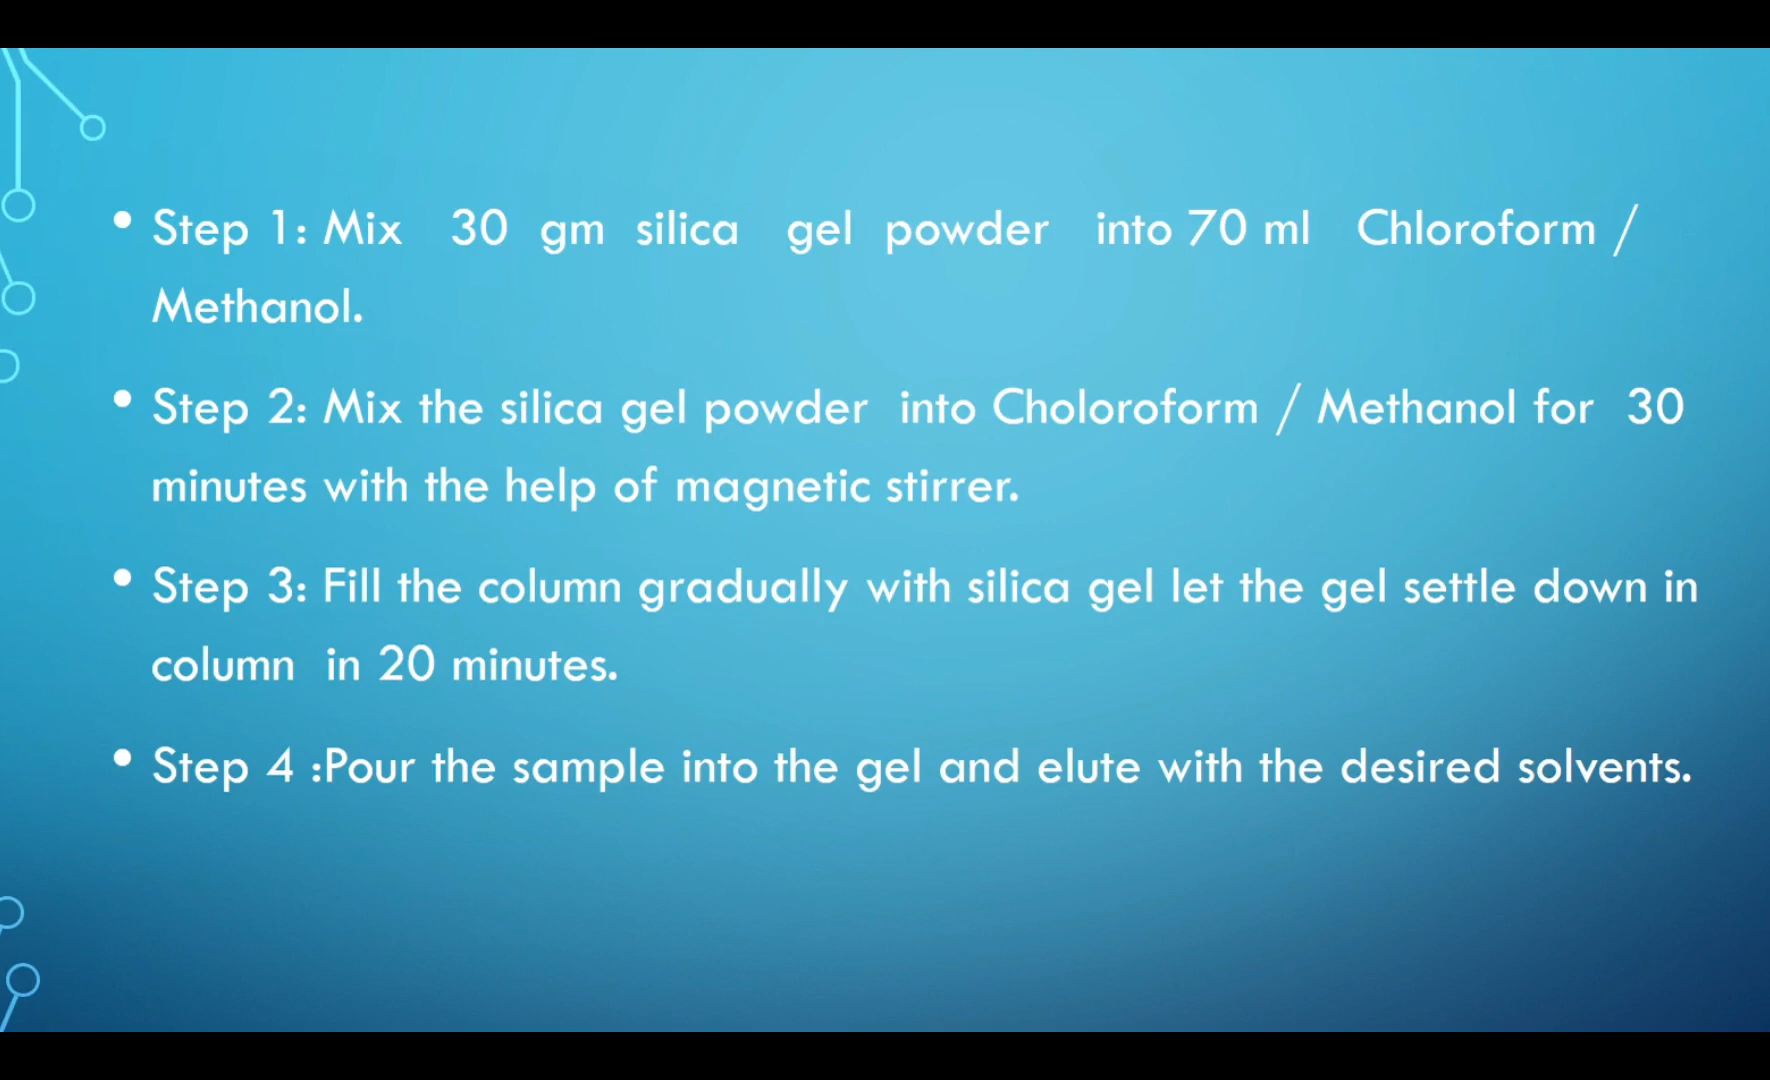 • Step 1: Mix 30 gm silica gel powder into 70 ml Chloroform /
Methanol.
• Step 2: Mix the silica gel powder into Choloroform / Methanol for 30
minutes with the help of magnetic stirrer.
• Step 3: Fill the column gradually with silica gel let the gel settle down in
column in 20 minutes.
• Step 4 :Pour the sample into the gel and elute with the desired solvents.